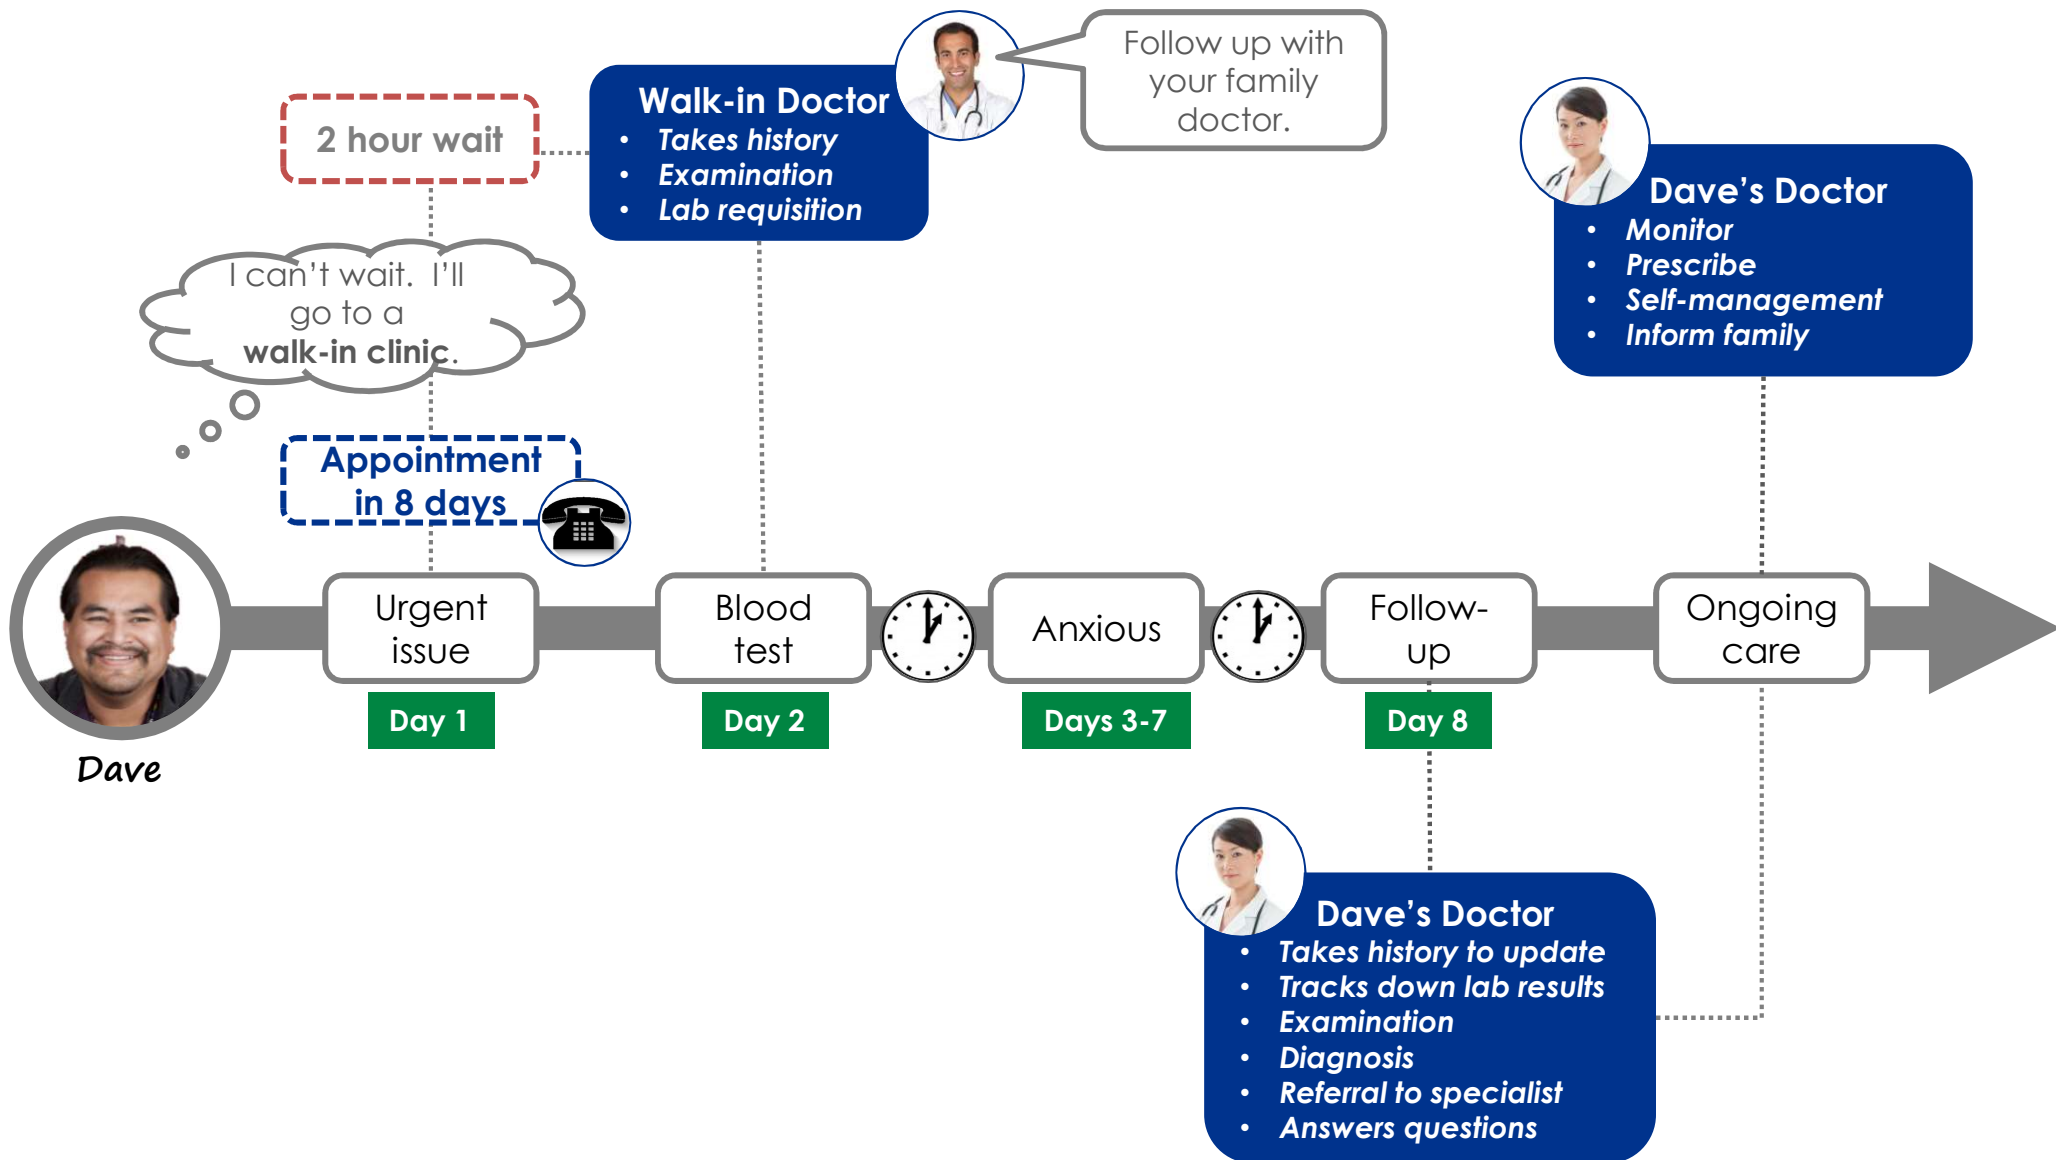 Follow up with
your family
doctor.
Walk-in Doctor
• Takes history
• Examination
• Lab requisition
2 hour wait
Dave’s Doctor
• Monitor
• Prescribe
• Self-management
• Inform family
I can’t wait. I’ll
go to a
walk-in clinic.
Appointment
in 8 days
Urgent
issue
Blood
test
Anxious
Follow-
up
Ongoing
care
Day 1
Day 2
Days 3-7
Day 8
Dave
Dave’s Doctor
• Takes history to update
• Tracks down lab results
• Examination
• Diagnosis
• Referral to specialist
• Answers questions